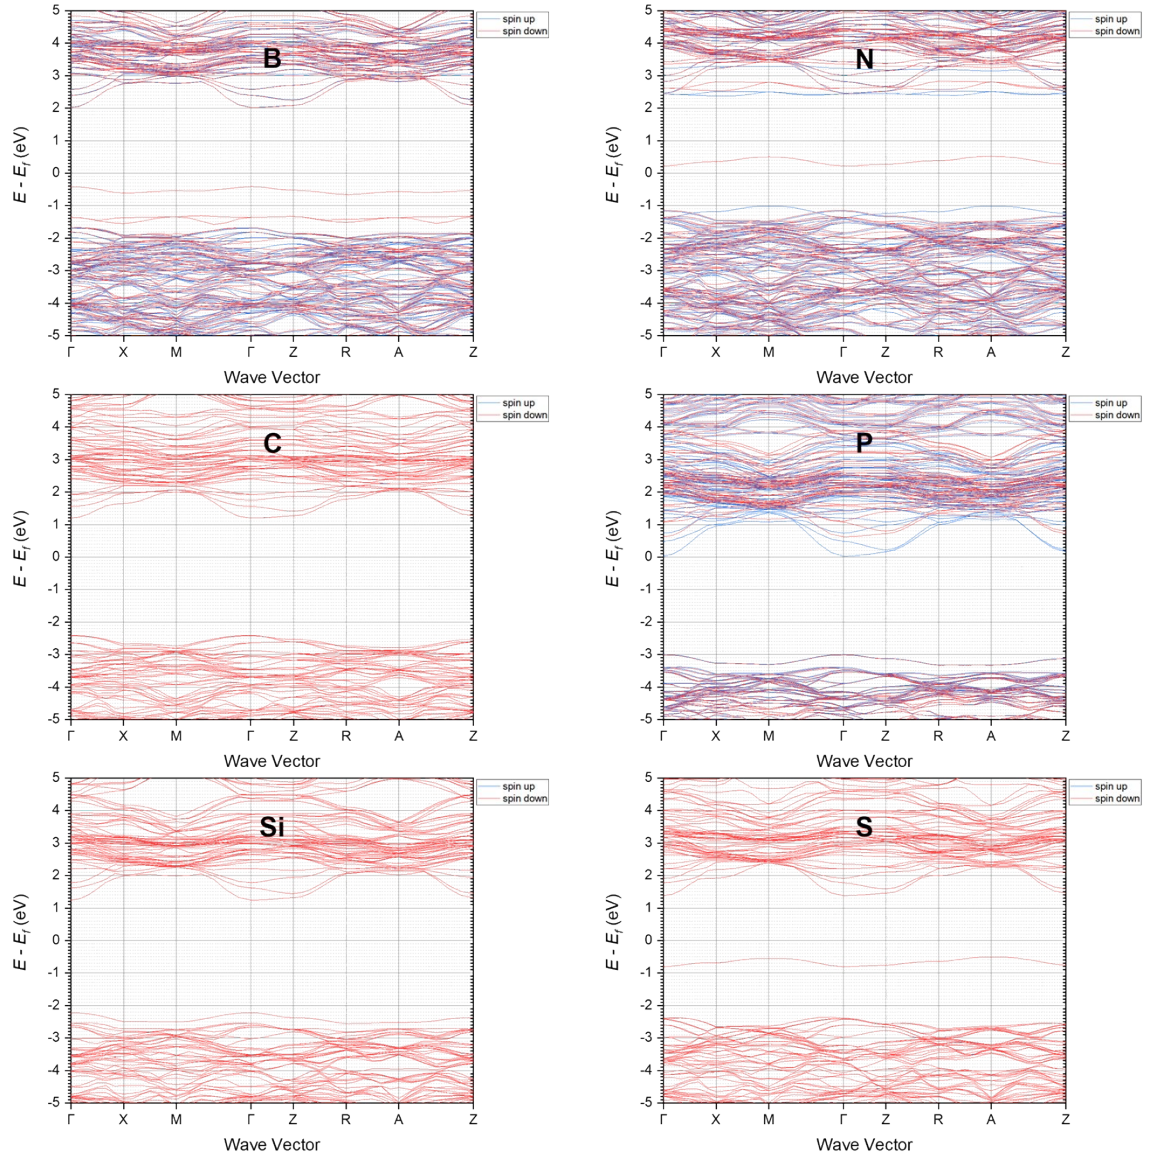 5
4
3
2
1
0
-1
-2
-3
-4
-5
E - Ef (eV)
B
spin up
spin down
Γ X M Γ Z R A Z
Wave Vector
5
4
3
2
1
0
-1
-2
-3
-4
-5
E - Ef (eV)
N
spin up
spin down
Γ X M Γ Z R A Z
Wave Vector
5
4
3
2
1
0
-1
-2
-3
-4
-5
E - Ef (eV)
C
spin up
spin down
Γ X M Γ Z R A Z
Wave Vector
5
4
3
2
1
0
-1
-2
-3
-4
-5
E - Ef (eV)
P
spin up
spin down
Γ X M Γ Z R A Z
Wave Vector
5
4
3
2
1
0
-1
-2
-3
-4
-5
E - Ef (eV)
Si
spin up
spin down
Γ X M Γ Z R A Z
Wave Vector
5
4
3
2
1
0
-1
-2
-3
-4
-5
E - Ef (eV)
S
spin up
spin down
Γ X M Γ Z R A Z
Wave Vector